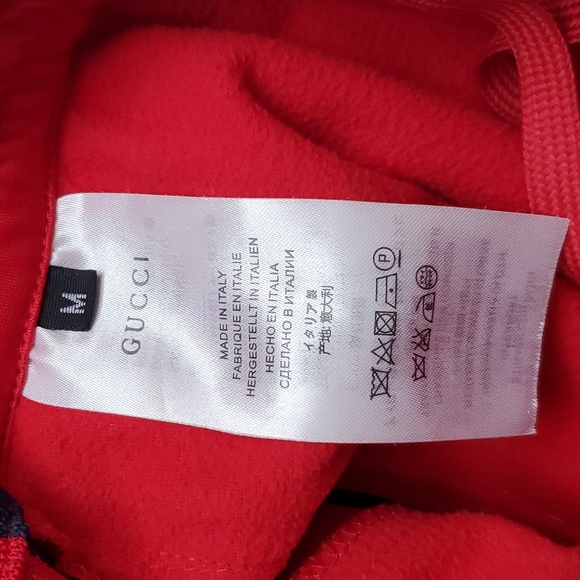 M
GUCCI
MADE IN ITALY
FABRIQUE EN ITALIE
HERGESTELLT IN ITALIEN
HECHO EN ITALIA
СДЕЛАНО В ИТАЛИИ
イタリア製
产地:意大利
P